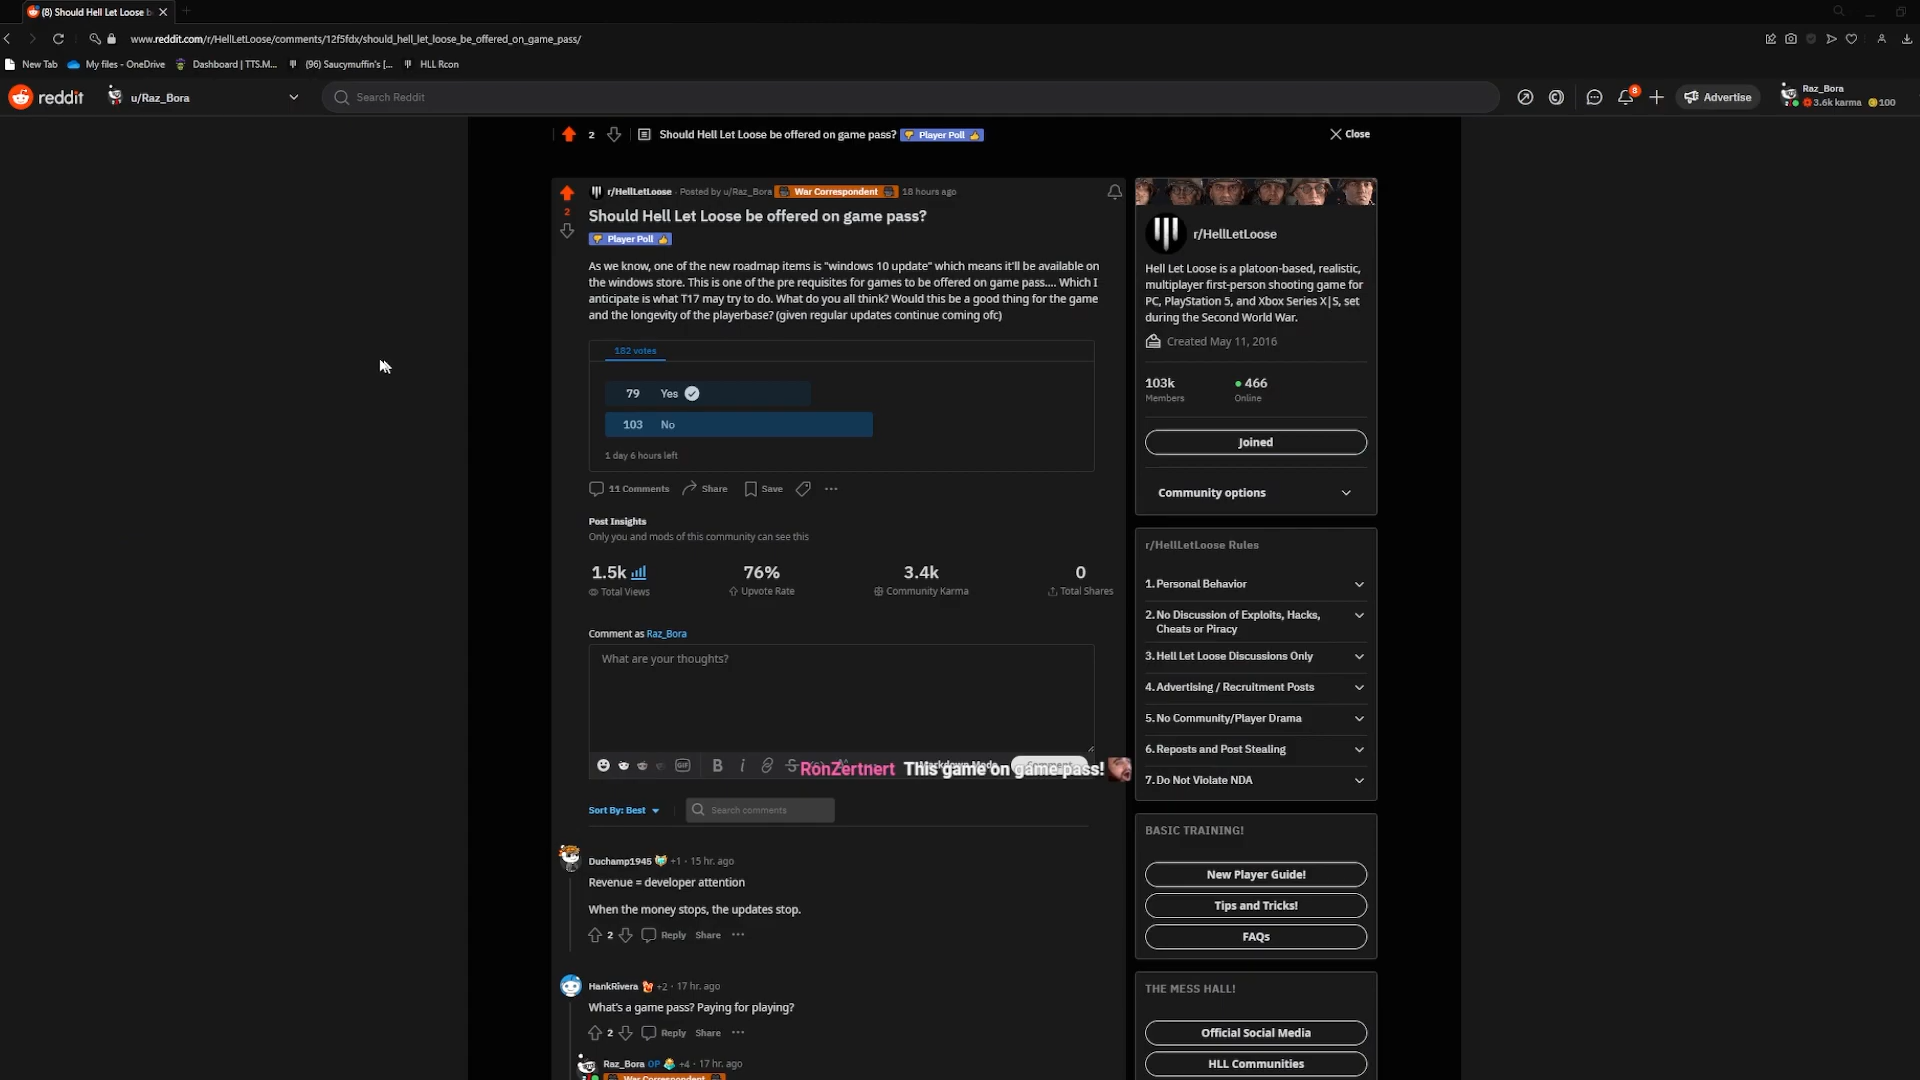 (8) Should Hell Let Loose b
www.reddit.com/r/HellLetLoose/comments/12f5fdx/should_hell_let_loose_be_offered_on_game_pass/
New Tab My files - OneDrive Dashboard | TTS.M... (96) Saucymuffin's [... HLL Rcon
reddit u/Raz_Bora Search Reddit 8 Advertise Raz_Bora
3.6k karma 100
2 Should Hell Let Loose be offered on game pass? Player Poll Close
r/HellLetLoose · Posted by u/Raz_Bora War Correspondent 18 hours ago
2
Should Hell Let Loose be offered on game pass?
Player Poll
As we know, one of the new roadmap items is "windows 10 update" which means it'll be available on
the windows store. This is one of the pre requisites for games to be offered on game pass.... Which I
anticipate is what T17 may try to do. What do you all think? Would this be a good thing for the game
and the longevity of the playerbase? (given regular updates continue coming ofc)
182 votes
79 Yes
103 No
1 day 6 hours left
11 Comments Share Save
Post Insights
Only you and mods of this community can see this
1.5k 76% 3.4k 0
Total Views Upvote Rate Community Karma Total Shares
Comment as Raz_Bora
What are your thoughts?
GIF B i S
RonZertnert This game on game pass!
Sort By: Best Search comments
Duchamp1945 +1 · 15 hr. ago
Revenue = developer attention
When the money stops, the updates stop.
2 Reply Share
HankRivera +2 · 17 hr. ago
What's a game pass? Paying for playing?
2 Reply Share
Raz_Bora OP +4 · 17 hr. ago
War Correspondent
r/HellLetLoose
Hell Let Loose is a platoon-based, realistic,
multiplayer first-person shooting game for
PC, PlayStation 5, and Xbox Series X|S, set
during the Second World War.
Created May 11, 2016
103k 466
Members Online
Joined
Community options
r/HellLetLoose Rules
1. Personal Behavior
2. No Discussion of Exploits, Hacks,
Cheats or Piracy
3. Hell Let Loose Discussions Only
4. Advertising / Recruitment Posts
5. No Community/Player Drama
6. Reposts and Post Stealing
7. Do Not Violate NDA
BASIC TRAINING!
New Player Guide!
Tips and Tricks!
FAQs
THE MESS HALL!
Official Social Media
HLL Communities